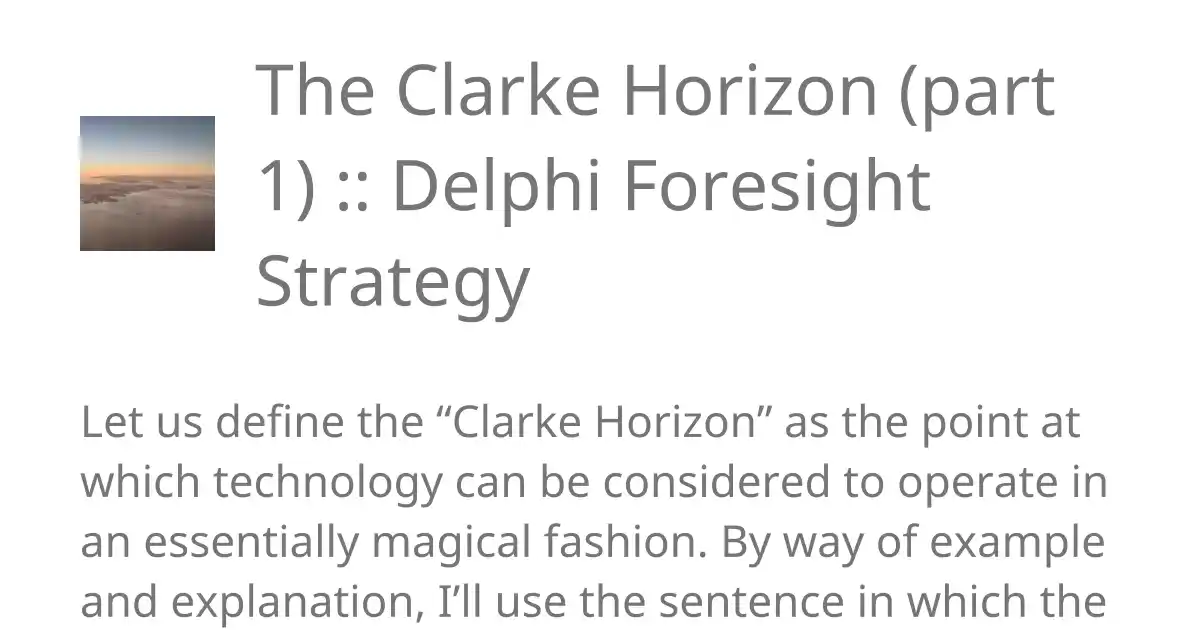 The Clarke Horizon (part
1) :: Delphi Foresight
Strategy
Let us define the “Clarke Horizon” as the point at
which technology can be considered to operate in
an essentially magical fashion. By way of example
and explanation, I’ll use the sentence in which the